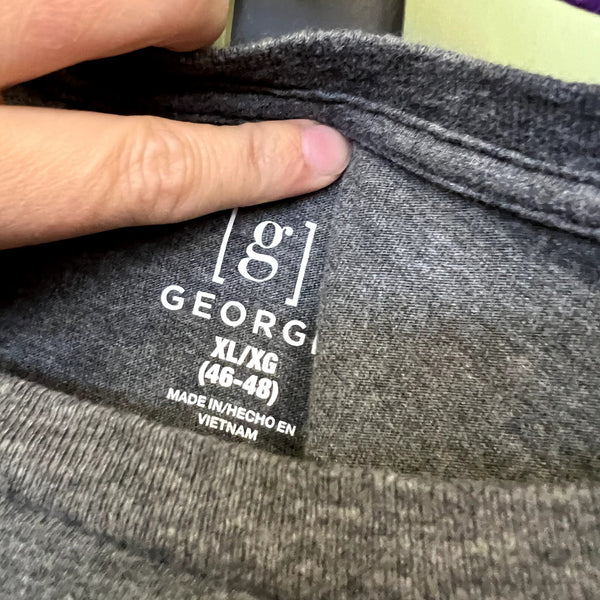 [g]
GEORG
XL/XG
(46-48)
MADE IN/HECHO EN
VIETNAM